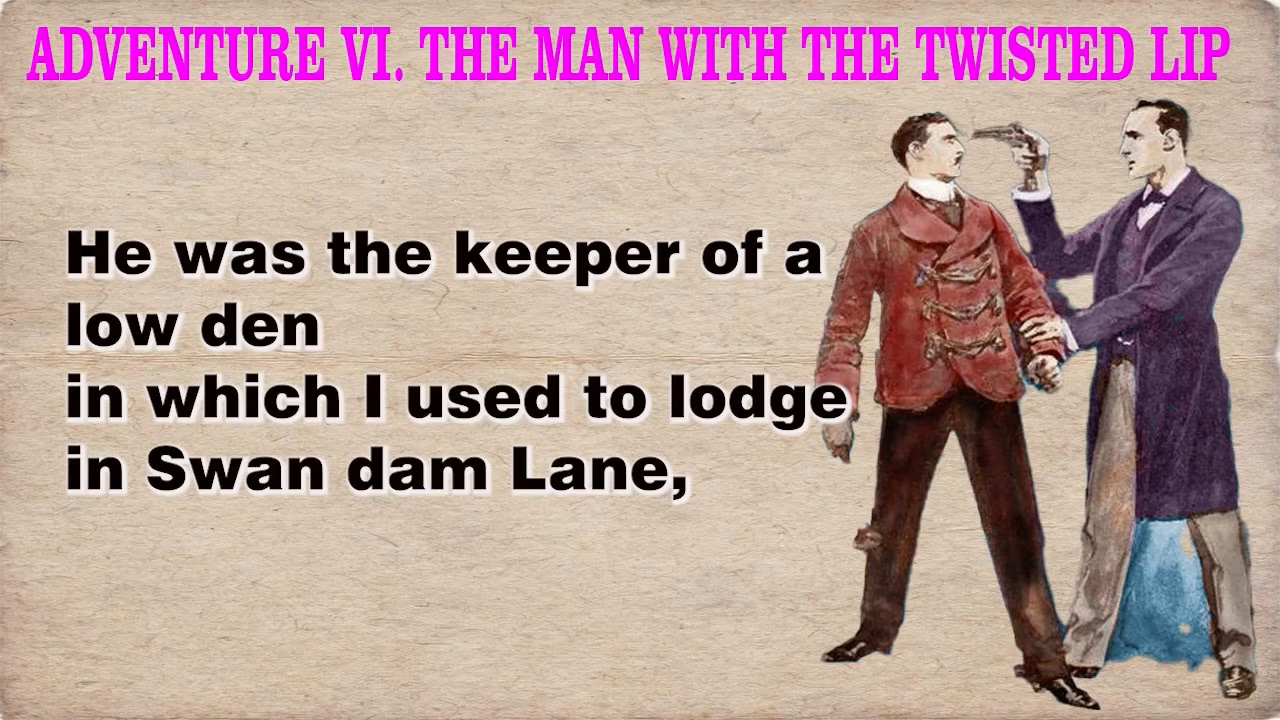 ADVENTURE VI. THE MAN WITH THE TWISTED LIP
He was the keeper of a
low den
in which I used to lodge
in Swan dam Lane,